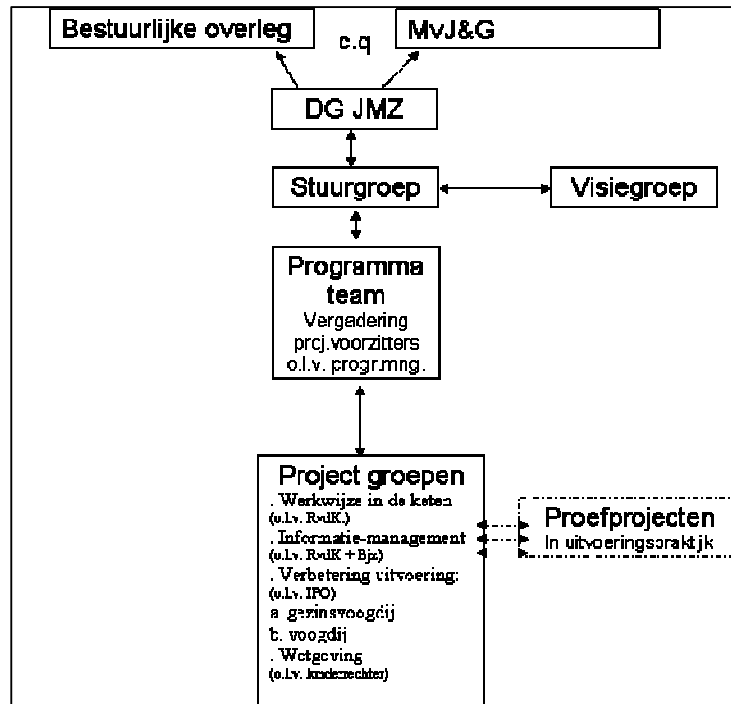 Bestuurlijke overleg
c.q
MvJ&G
DG JMZ
Stuurgroep
Visiegroep
Programma
team
Vergadering
proj.voorzitters
o.l.v. progr.mng.
Project groepen
. Werkwijze in de keten
(o.l.v. RvdK.)
. Informatie-management
(o.l.v. RvdK + Bjz)
. Verbetering uitvoering:
(o.l.v. IPO)
a. gezinsvoogdij
b. voogdij
. Wetgeving
(o.l.v. kinderrechter)
Proefprojecten
In uitvoeringspraktijk